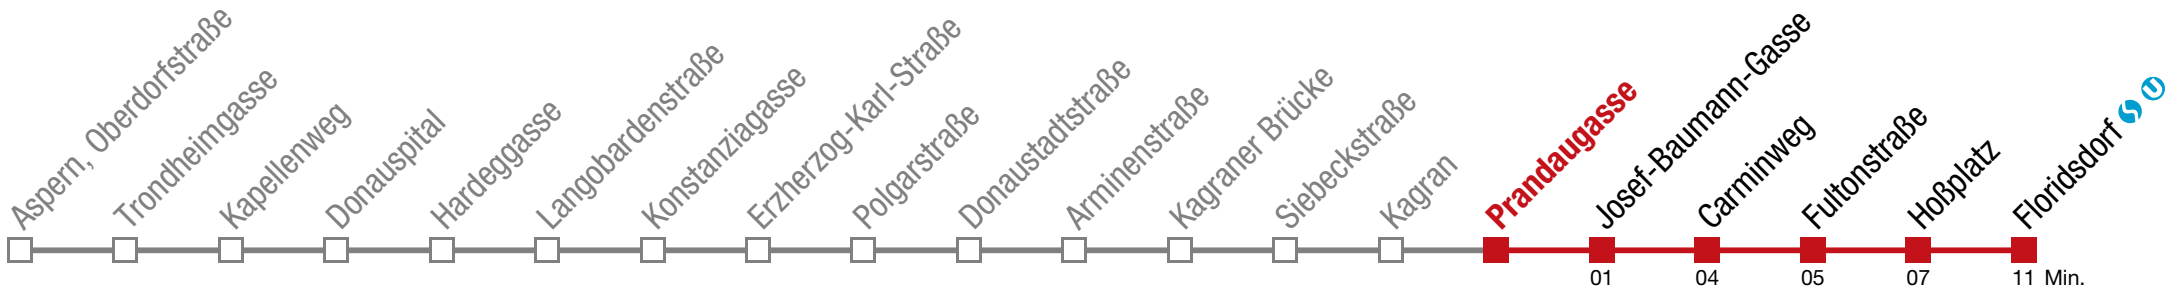 Aspern, Oberdorfstraße
Trondheimgasse
Kapellenweg
Donauspital
Hardeggasse
Langobardenstraße
Konstanziagasse
Erzherzog-Karl-Straße
Polgarstraße
Donaustadtstraße
Arminenstraße
Kagraner Brücke
Siebeckstraße
Kagran
Prandaugasse
Josef-Baumann-Gasse
Carminweg
Fultonstraße
Hoßplatz
Floridsdorf S U
01 04 05 07 11 Min.